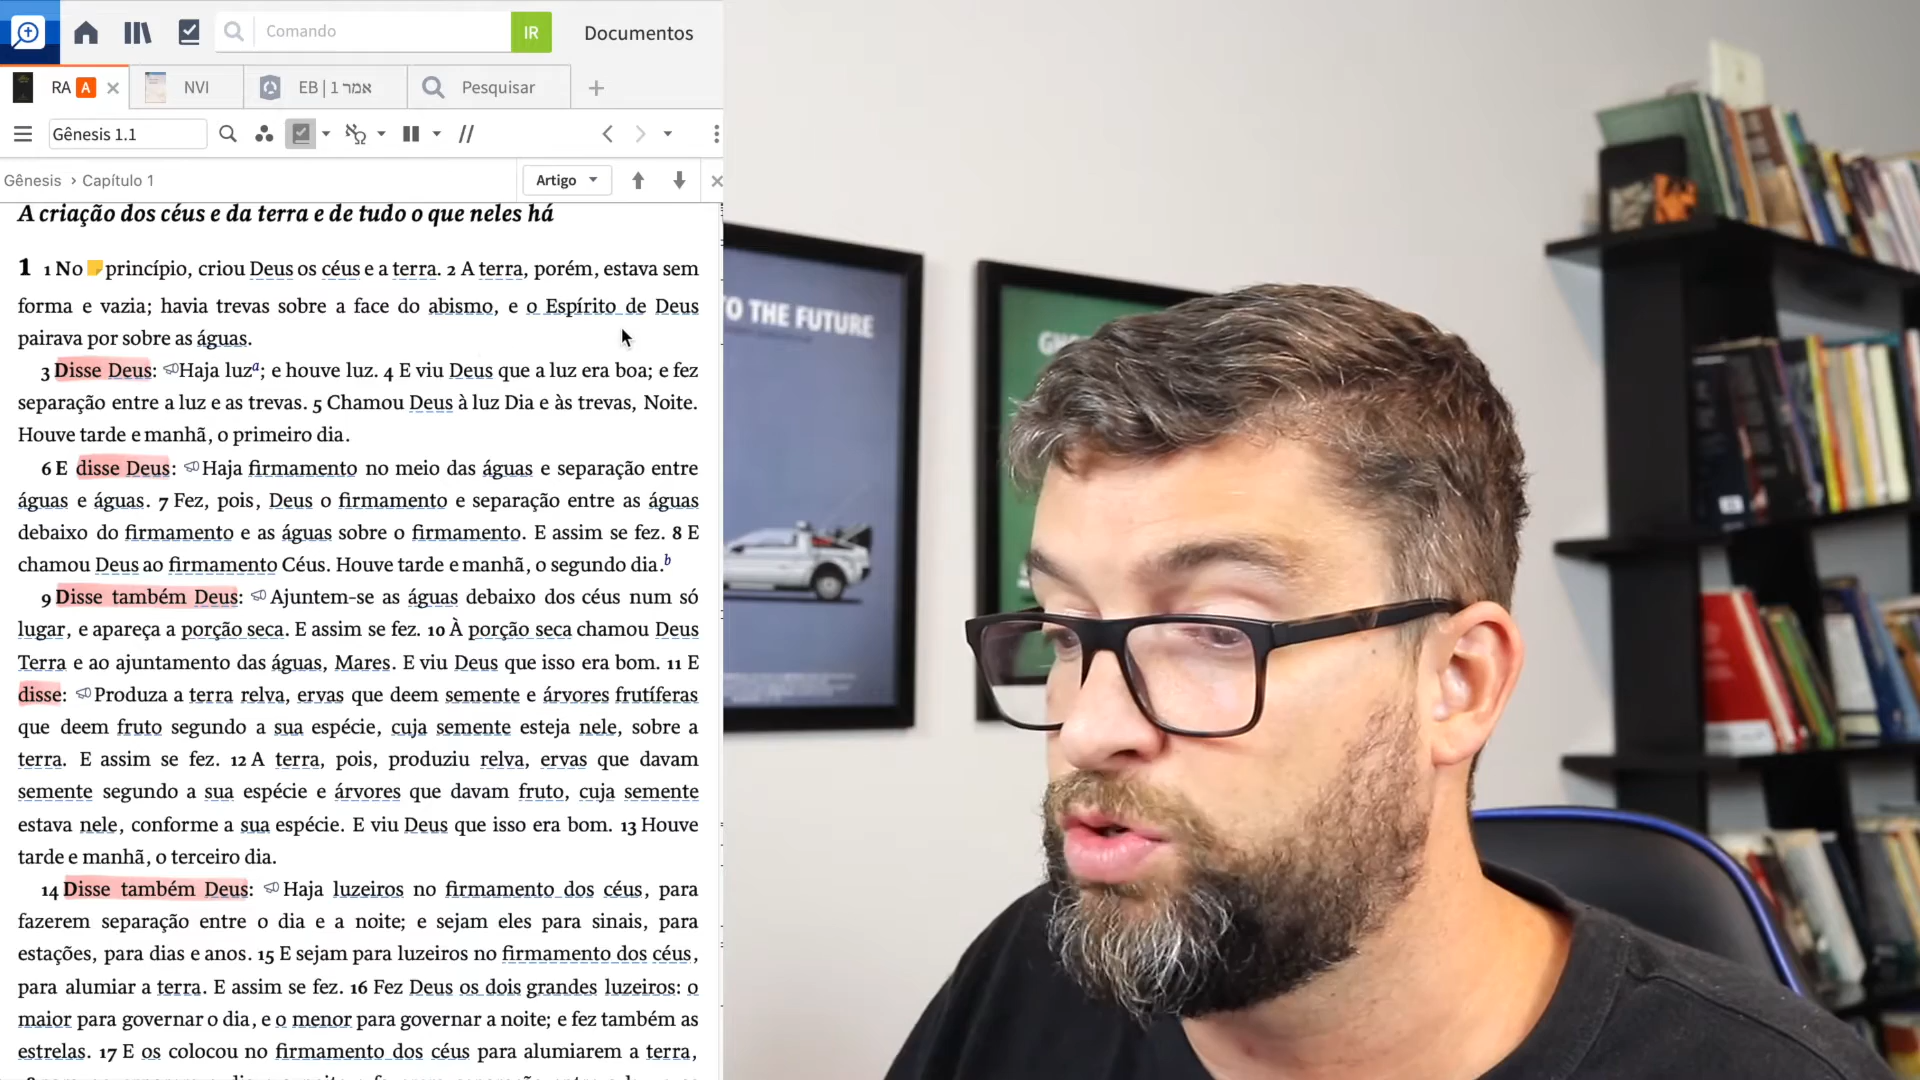 Comando
IR
Documentos
RA A
NVI
EB | 1 אמר
Pesquisar
Gênesis 1.1
Gênesis > Capítulo 1
Artigo
A criação dos céus e da terra e de tudo o que neles há
1 1 No princípio, criou Deus os céus e a terra. 2 A terra, porém, estava sem
forma e vazia; havia trevas sobre a face do abismo, e o Espírito de Deus
pairava por sobre as águas.
3 Disse Deus: Haja luzª; e houve luz. 4 E viu Deus que a luz era boa; e fez
separação entre a luz e as trevas. 5 Chamou Deus à luz Dia e às trevas, Noite.
Houve tarde e manhã, o primeiro dia.
6 E disse Deus: Haja firmamento no meio das águas e separação entre
águas e águas. 7 Fez, pois, Deus o firmamento e separação entre as águas
debaixo do firmamento e as águas sobre o firmamento. E assim se fez. 8 E
chamou Deus ao firmamento Céus. Houve tarde e manhã, o segundo dia.b
9 Disse também Deus: Ajuntem-se as águas debaixo dos céus num só
lugar, e apareça a porção seca. E assim se fez. 10 À porção seca chamou Deus
Terra e ao ajuntamento das águas, Mares. E viu Deus que isso era bom. 11 E
disse: Produza a terra relva, ervas que deem semente e árvores frutíferas
que deem fruto segundo a sua espécie, cuja semente esteja nele, sobre a
terra. E assim se fez. 12 A terra, pois, produziu relva, ervas que davam
semente segundo a sua espécie e árvores que davam fruto, cuja semente
estava nele, conforme a sua espécie. E viu Deus que isso era bom. 13 Houve
tarde e manhã, o terceiro dia.
14 Disse também Deus: Haja luzeiros no firmamento dos céus, para
fazerem separação entre o dia e a noite; e sejam eles para sinais, para
estações, para dias e anos. 15 E sejam para luzeiros no firmamento dos céus,
para alumiar a terra. E assim se fez. 16 Fez Deus os dois grandes luzeiros: o
maior para governar o dia, e o menor para governar a noite; e fez também as
estrelas. 17 E os colocou no firmamento dos céus para alumiarem a terra,
TO THE FUTURE